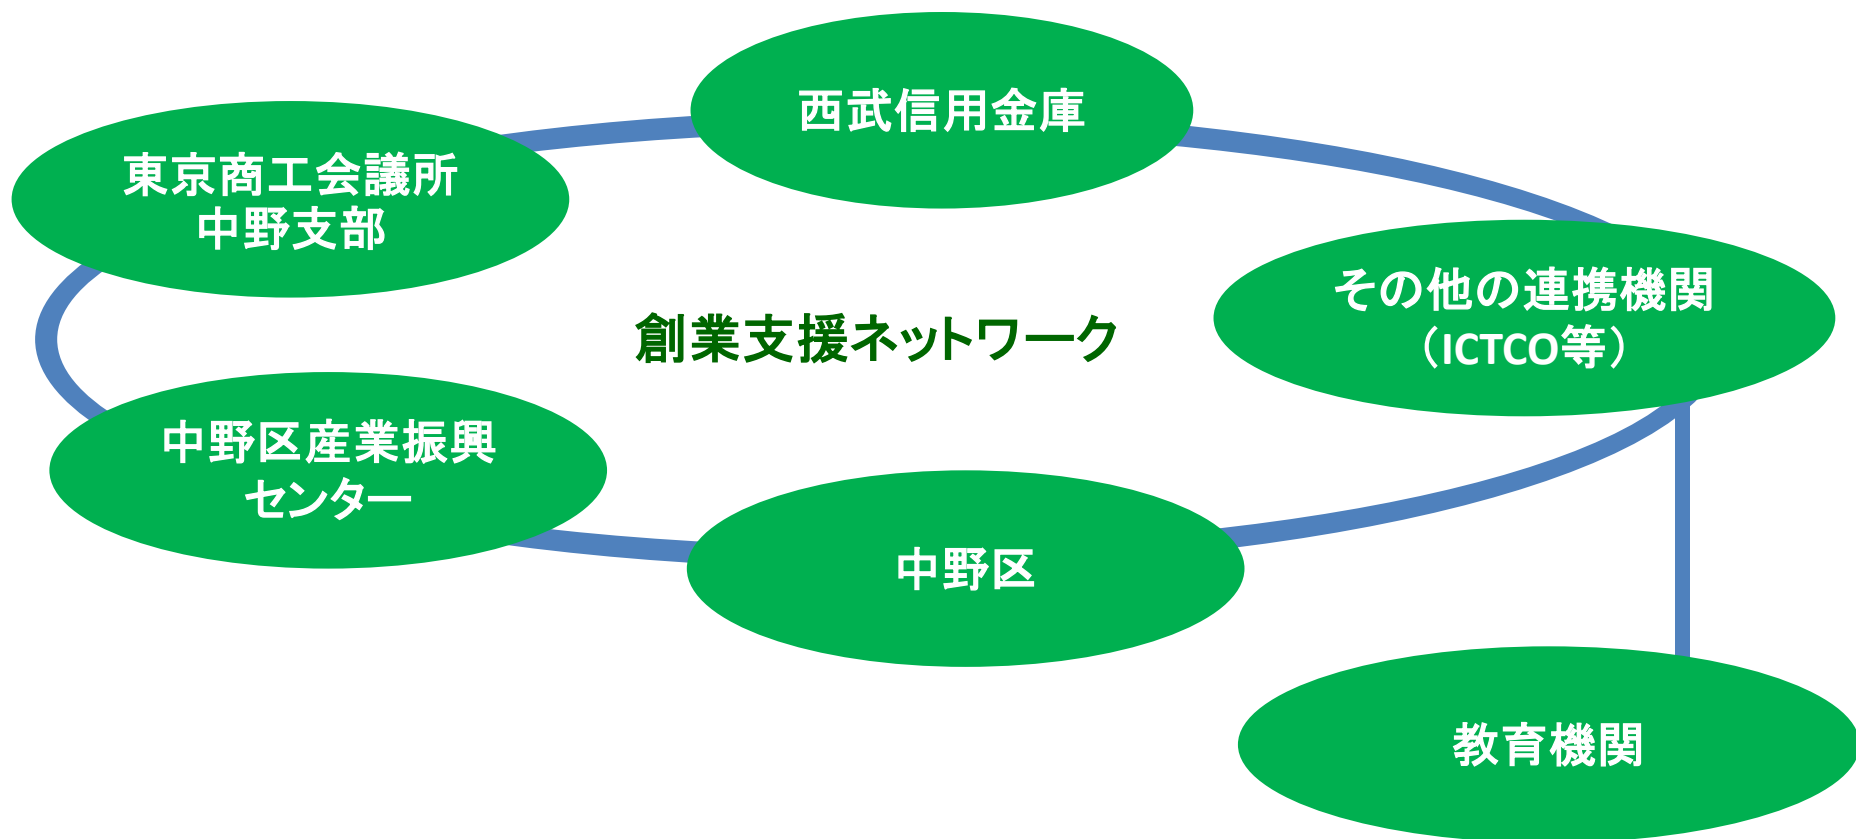 西武信用金庫
東京商工会議所
中野支部
その他の連携機関
（ICTCO等）
創業支援ネットワーク
中野区産業振興
センター
中野区
教育機関